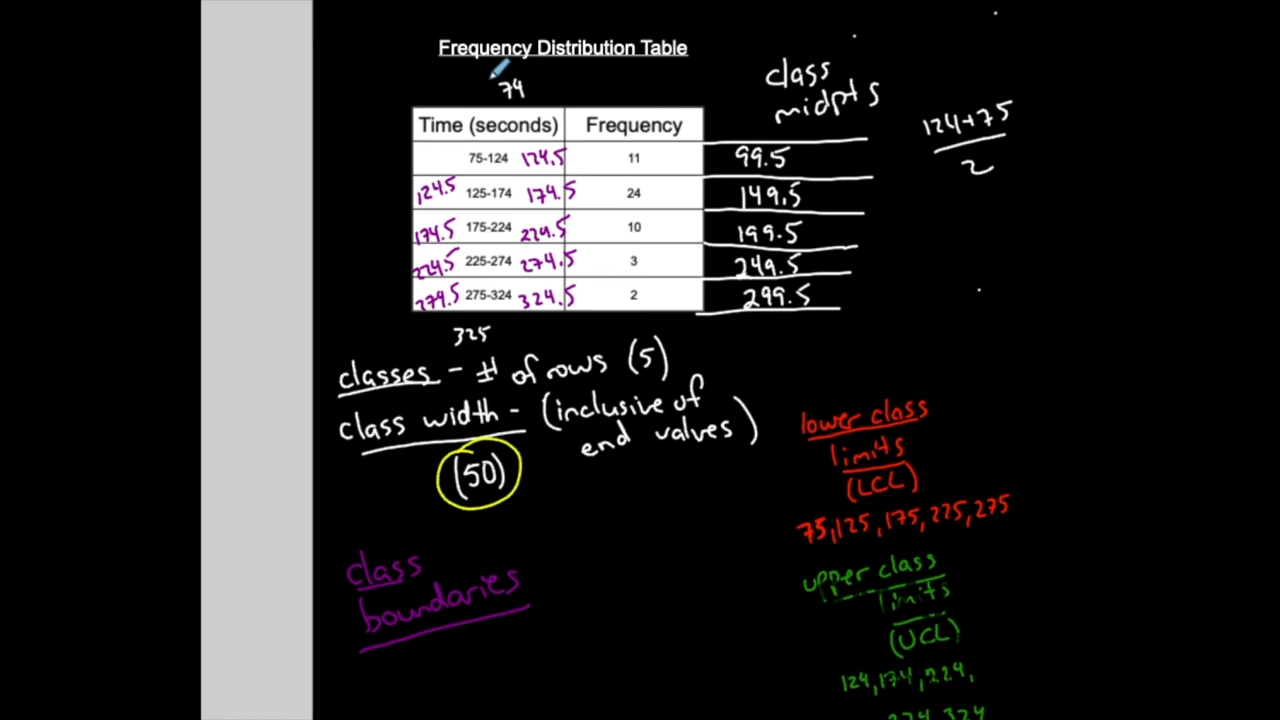 Frequency Distribution Table
74
class
midpts
Time (seconds) Frequency
75-124 124.5 11 99.5
124.5 125-174 174.5 24 149.5
174.5 175-224 224.5 10 199.5
224.5 225-274 274.5 3 249.5
274.5 275-324 324.5 2 299.5
124+75
2
325
classes - # of rows (5)
class width - (inclusive of
end values)
(50)
class
boundaries
lower class
limits
(LCL)
75, 125, 175, 225, 275
upper class
limits
(UCL)
124, 174, 224,
274, 324